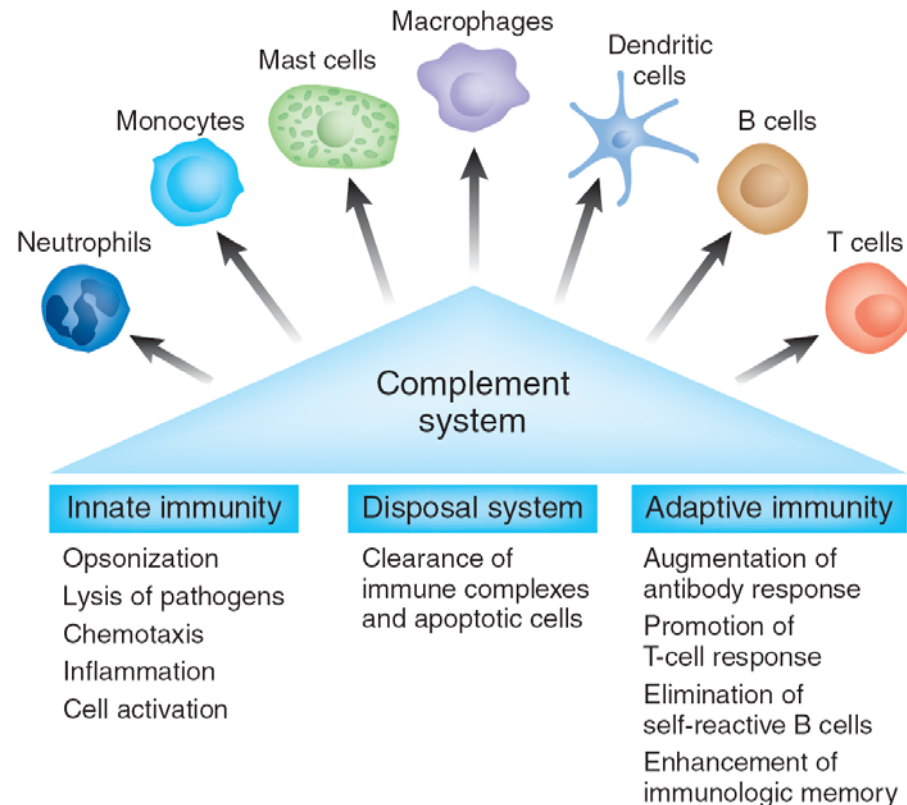 Macrophages
Dendritic
cells
Mast cells
Monocytes
B cells
Neutrophils
T cells
Complement
system
Innate immunity
Opsonization
Lysis of pathogens
Chemotaxis
Inflammation
Cell activation
Disposal system
Clearance of
immune complexes
and apoptotic cells
Adaptive immunity
Augmentation of
antibody response
Promotion of
T-cell response
Elimination of
self-reactive B cells
Enhancement of
immunologic memory